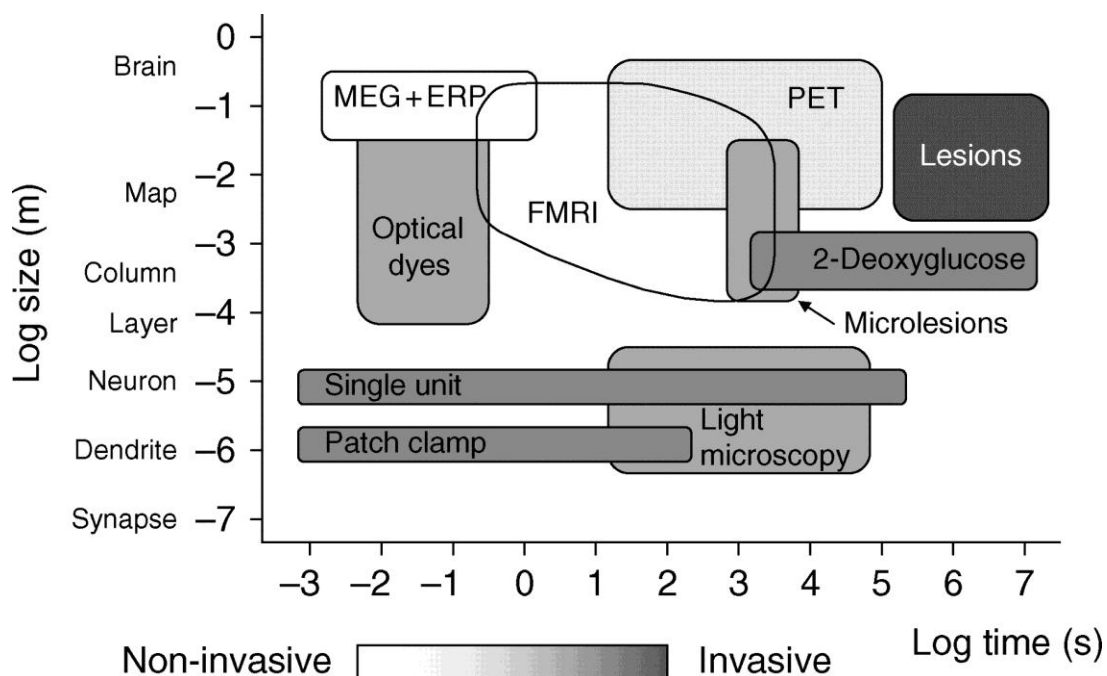 Log size (m)
0
Brain
−1
MEG + ERP
PET
Lesions
−2
Map
FMRI
Optical
dyes
−3
Column
2-Deoxyglucose
−4
Layer
Microlesions
Neuron
−5
Single unit
Light
microscopy
Dendrite
−6
Patch clamp
Synapse
−7
−3 −2 −1 0 1 2 3 4 5 6 7
Log time (s)
Non-invasive
Invasive